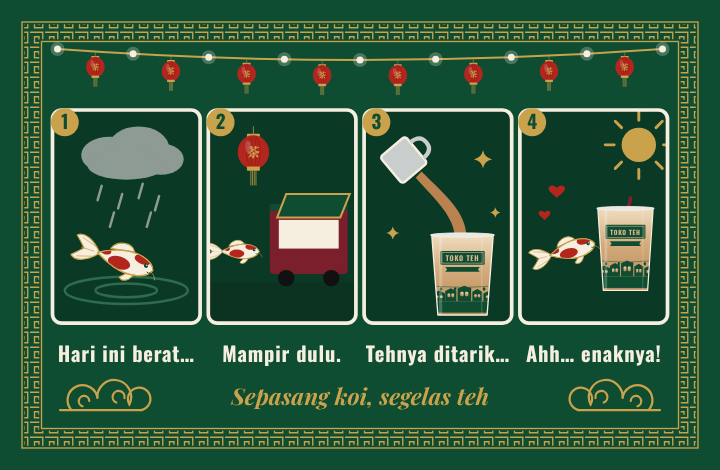 1
2
3
4
TOKO TEH
TOKO TEH
Hari ini berat...
Mampir dulu.
Tehnya ditarik...
Ahh... enaknya!
Sepasang koi, segelas teh